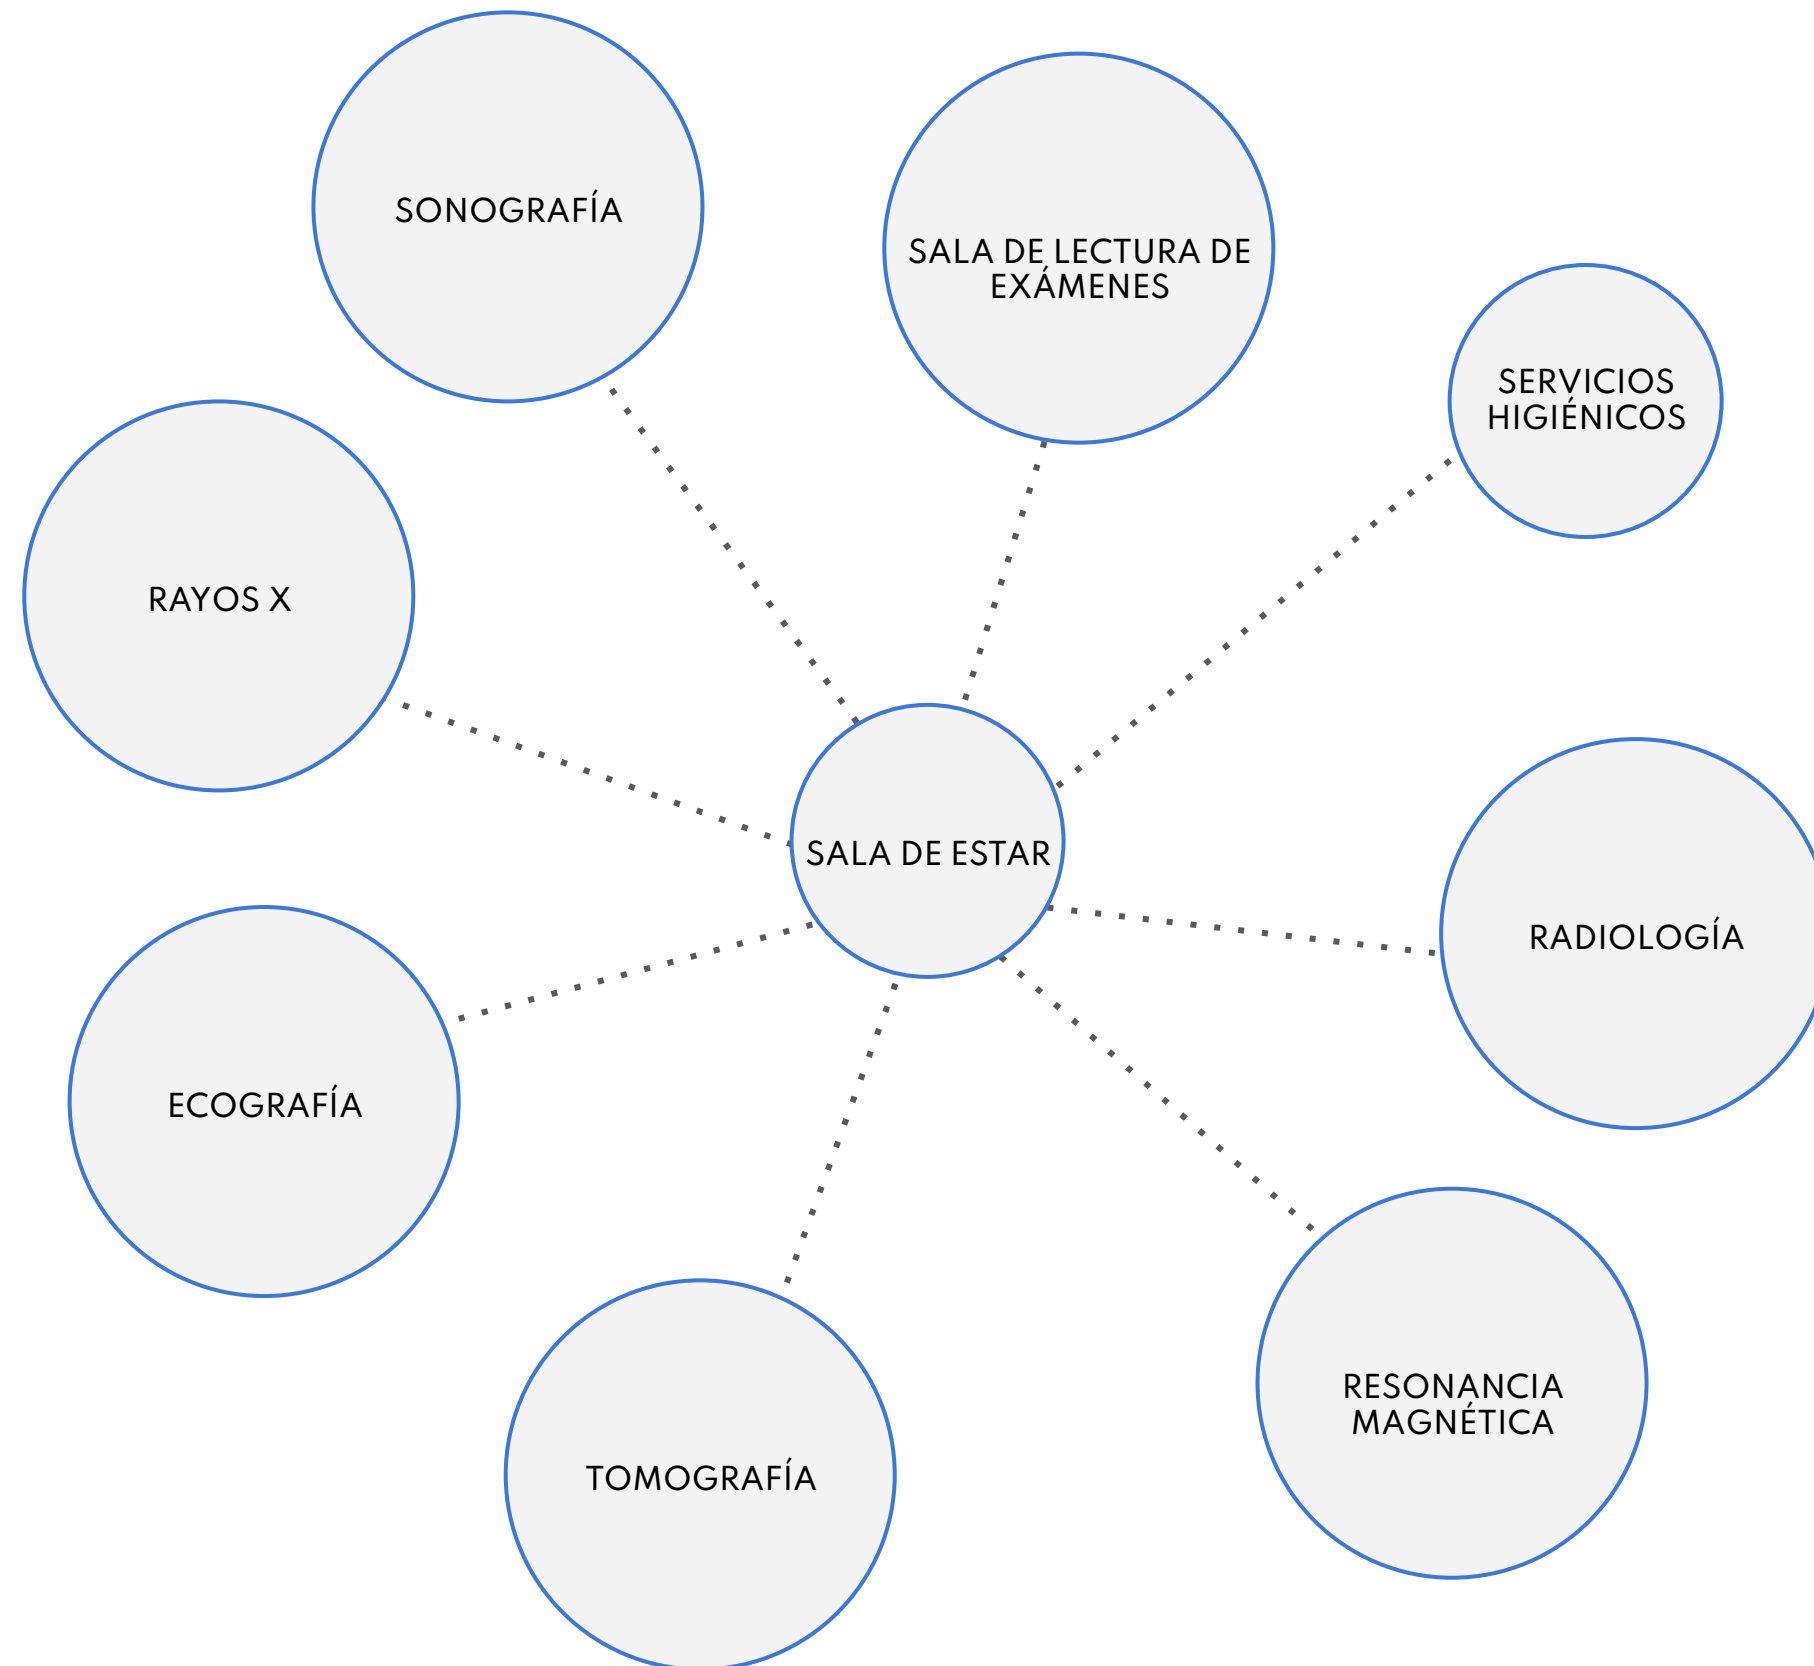 SONOGRAFÍA
SALA DE LECTURA DE
EXÁMENES
SERVICIOS
HIGIÉNICOS
RAYOS X
SALA DE ESTAR
RADIOLOGÍA
ECOGRAFÍA
RESONANCIA
MAGNÉTICA
TOMOGRAFÍA